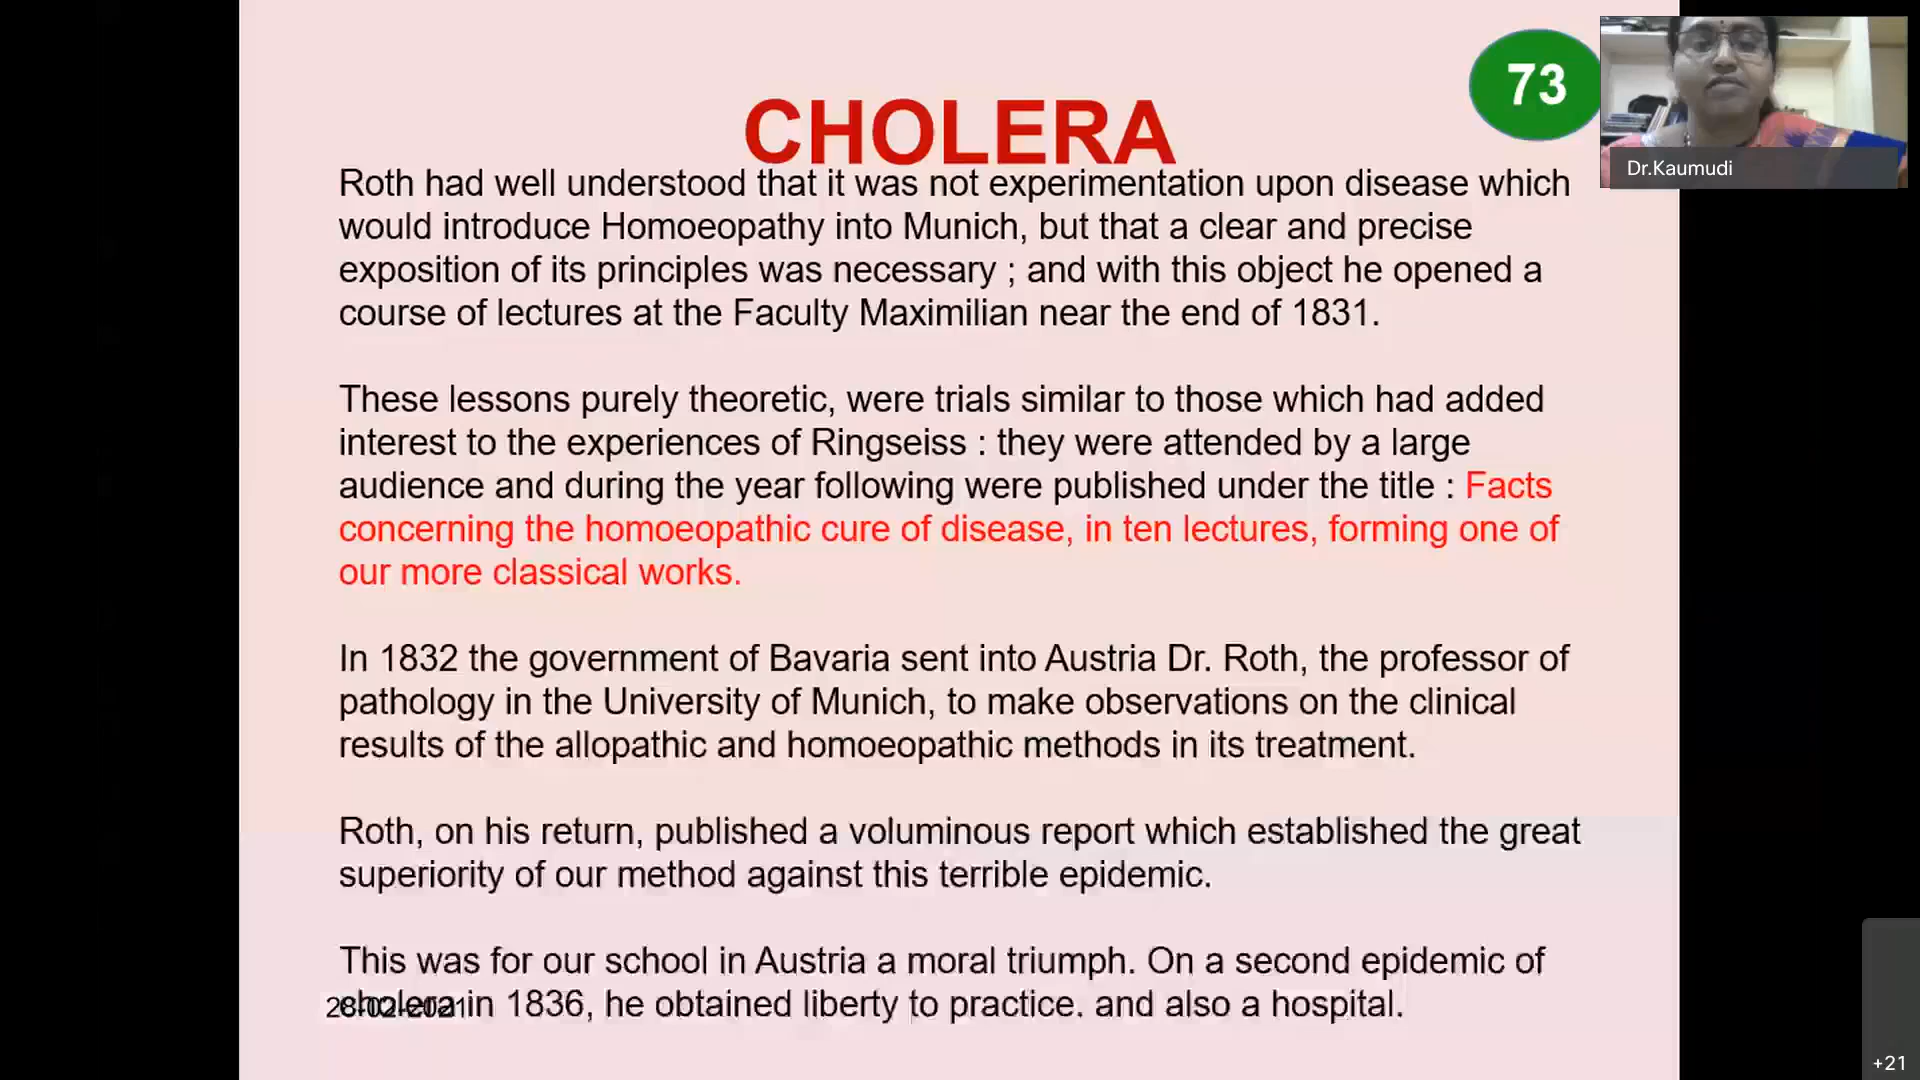 73
CHOLERA
Dr.Kaumudi
Roth had well understood that it was not experimentation upon disease which
would introduce Homoeopathy into Munich, but that a clear and precise
exposition of its principles was necessary ; and with this object he opened a
course of lectures at the Faculty Maximilian near the end of 1831.
These lessons purely theoretic, were trials similar to those which had added
interest to the experiences of Ringseiss : they were attended by a large
audience and during the year following were published under the title : Facts
concerning the homoeopathic cure of disease, in ten lectures, forming one of
our more classical works.
In 1832 the government of Bavaria sent into Austria Dr. Roth, the professor of
pathology in the University of Munich, to make observations on the clinical
results of the allopathic and homoeopathic methods in its treatment.
Roth, on his return, published a voluminous report which established the great
superiority of our method against this terrible epidemic.
This was for our school in Austria a moral triumph. On a second epidemic of
cholera in 1836, he obtained liberty to practice. and also a hospital.
28-02-2021
+21